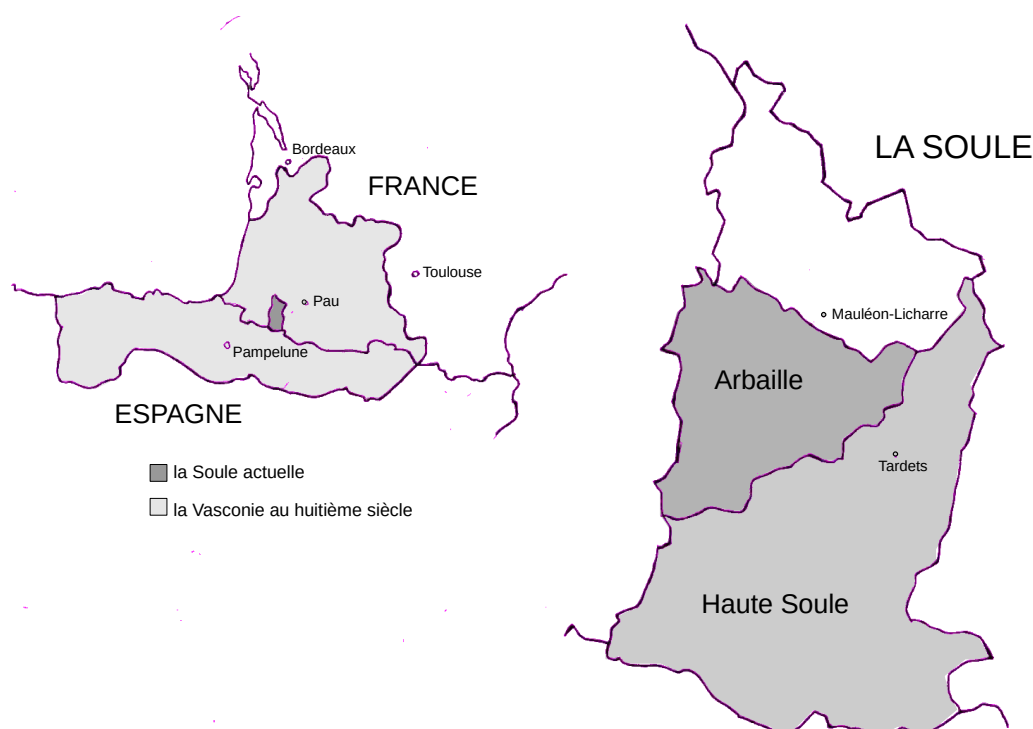 Bordeaux
FRANCE
Toulouse
Pau
Pampelune
ESPAGNE
la Soule actuelle
la Vasconie au huitième siècle
LA SOULE
Mauléon-Licharre
Arbaille
Tardets
Haute Soule